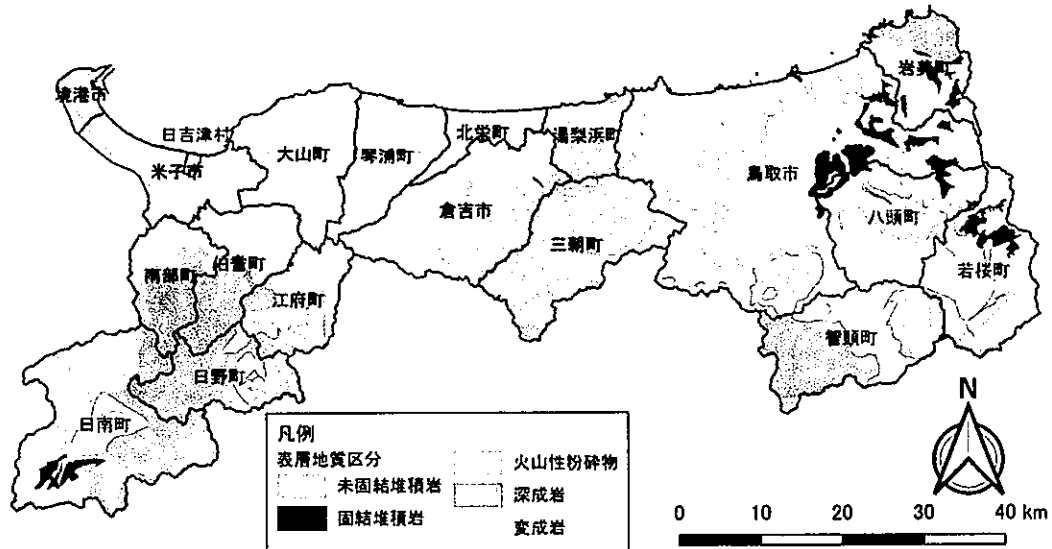 岩美町
境港市
日吉津村
米子市
大山町
琴浦町
北栄町
湯梨浜町
鳥取市
倉吉市
三朝町
八頭町
若桜町
南部町
伯耆町
江府町
智頭町
日野町
日南町
凡例
表層地質区分
未固結堆積岩
固結堆積岩
火山性粉砕物
深成岩
変成岩
N
0 10 20 30 40 km